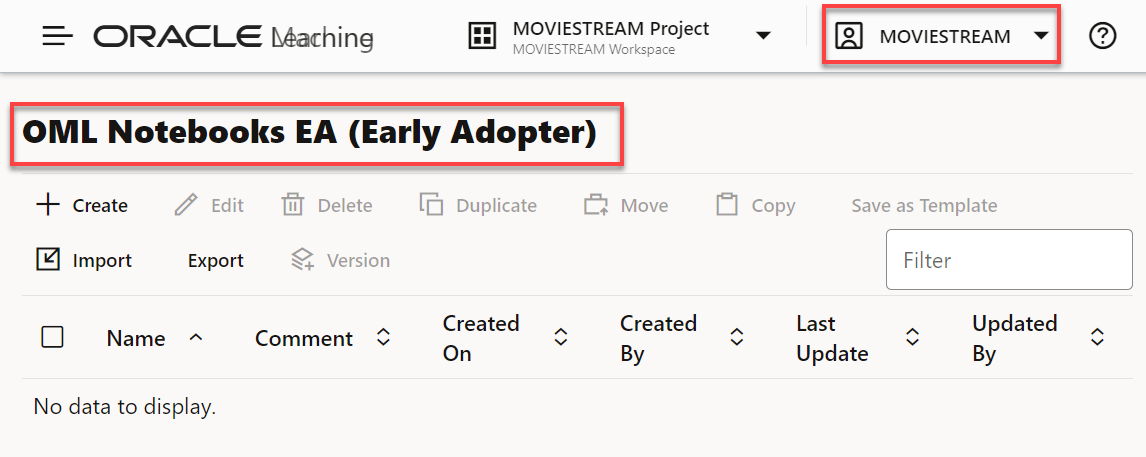 ORACLE Machine Learning
MOVIESTREAM Project
MOVIESTREAM Workspace
MOVIESTREAM
OML Notebooks EA (Early Adopter)
Create Edit Delete Duplicate Move Copy Save as Template
Import Export Version Filter
Name Comment Created On Created By Last Update Updated By
No data to display.